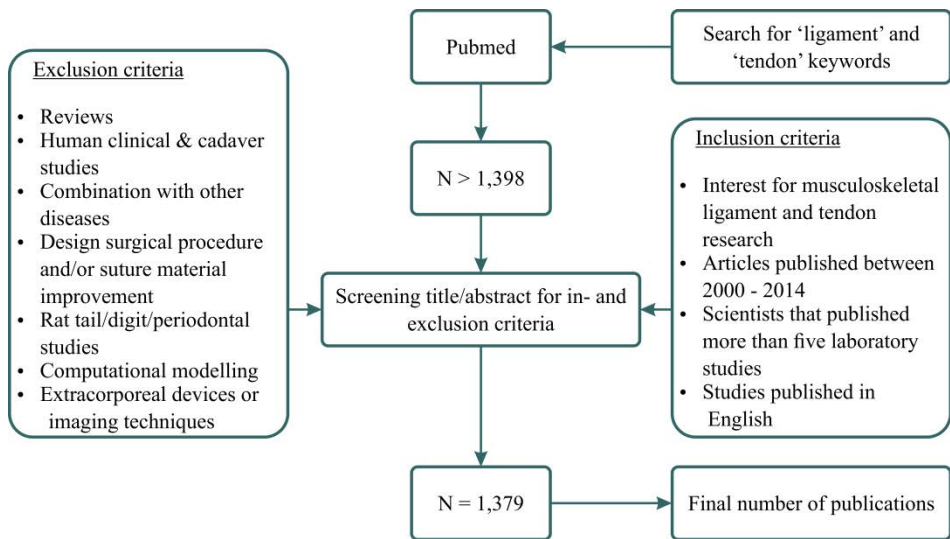 Pubmed
Search for ‘ligament’ and
‘tendon’ keywords
Exclusion criteria
• Reviews
• Human clinical & cadaver
studies
• Combination with other
diseases
• Design surgical procedure
and/or suture material
improvement
• Rat tail/digit/periodontal
studies
• Computational modelling
• Extracorporeal devices or
imaging techniques
N > 1,398
Inclusion criteria
• Interest for musculoskeletal
ligament and tendon
research
• Articles published between
2000 - 2014
• Scientists that published
more than five laboratory
studies
• Studies published in
English
Screening title/abstract for in- and
exclusion criteria
N = 1,379
Final number of publications